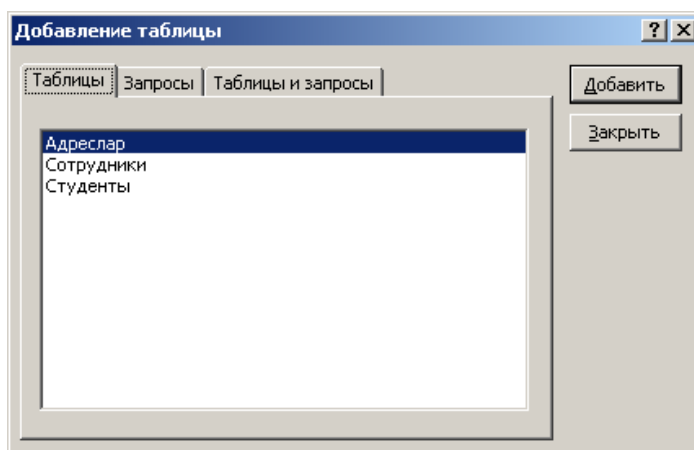 Добавление таблицы
Таблицы Запросы Таблицы и запросы
Добавить
Закрыть
Адреслар
Сотрудники
Студенты